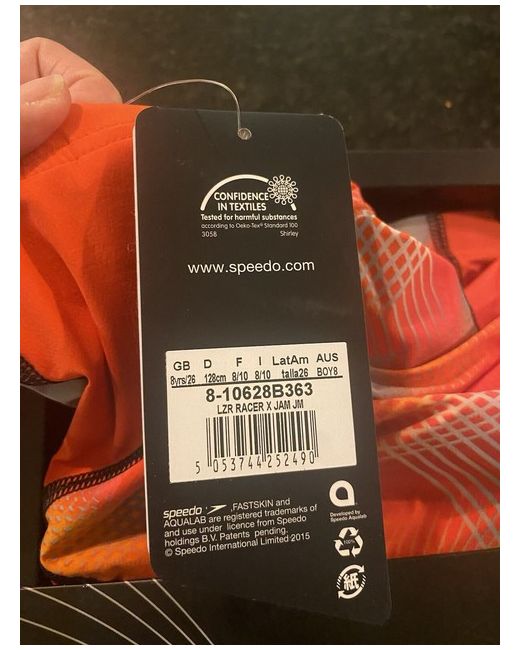 CONFIDENCE
IN TEXTILES
Tested for harmful substances
according to Oeko-Tex® Standard 100
3058 Shirley
www.speedo.com
GB D F I LatAm AUS
8yrs/26 128cm 8/10 8/10 talla26 BOY8
8-10628B363
LZR RACER X JAM JM
5 053744 252490
speedo ,FASTSKIN and
AQUALAB are registered trademarks of
and use under licence from Speedo
holdings B.V. Patents pending.
© Speedo International Limited 2015
Developed by
Speedo Aqualab
100%
紙